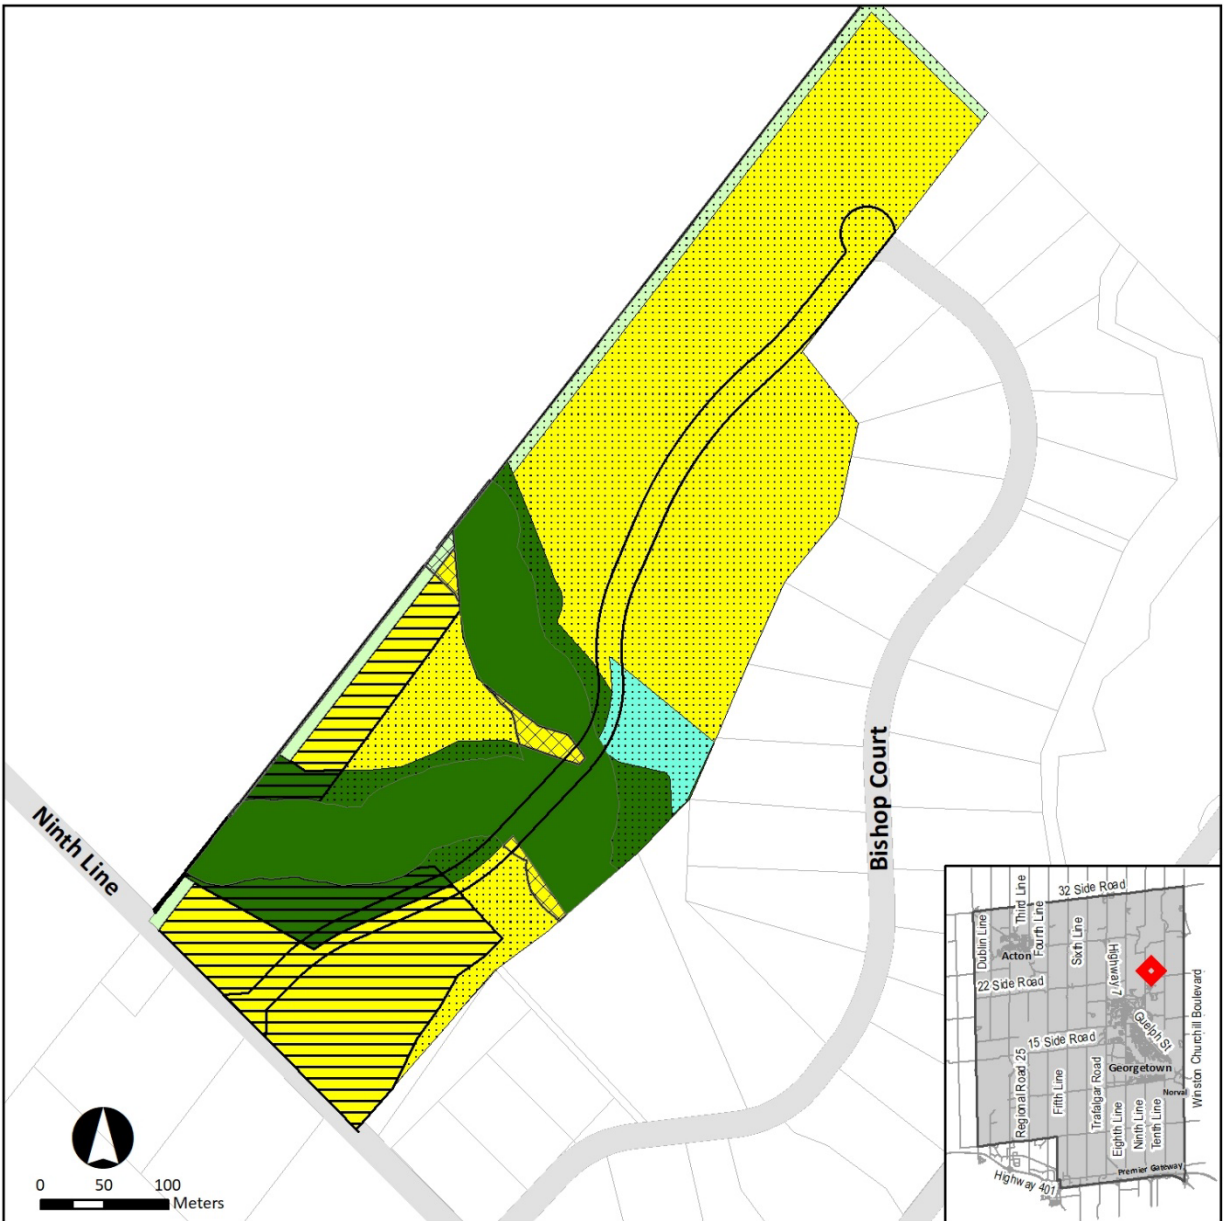 Bishop Court
Ninth Line
0 50 100
Meters
32 Side Road
Dublin Line
Third Line
Fourth Line
Acton
Sixth Line
Highway 7
22 Side Road
Winston Churchill Boulevard
Guelph St
15 Side Road
Georgetown
Regional Road 25
Fifth Line
Trafalgar Road
Norval
Eighth Line
Ninth Line
Tenth Line
Premier Gateway
Highway 401